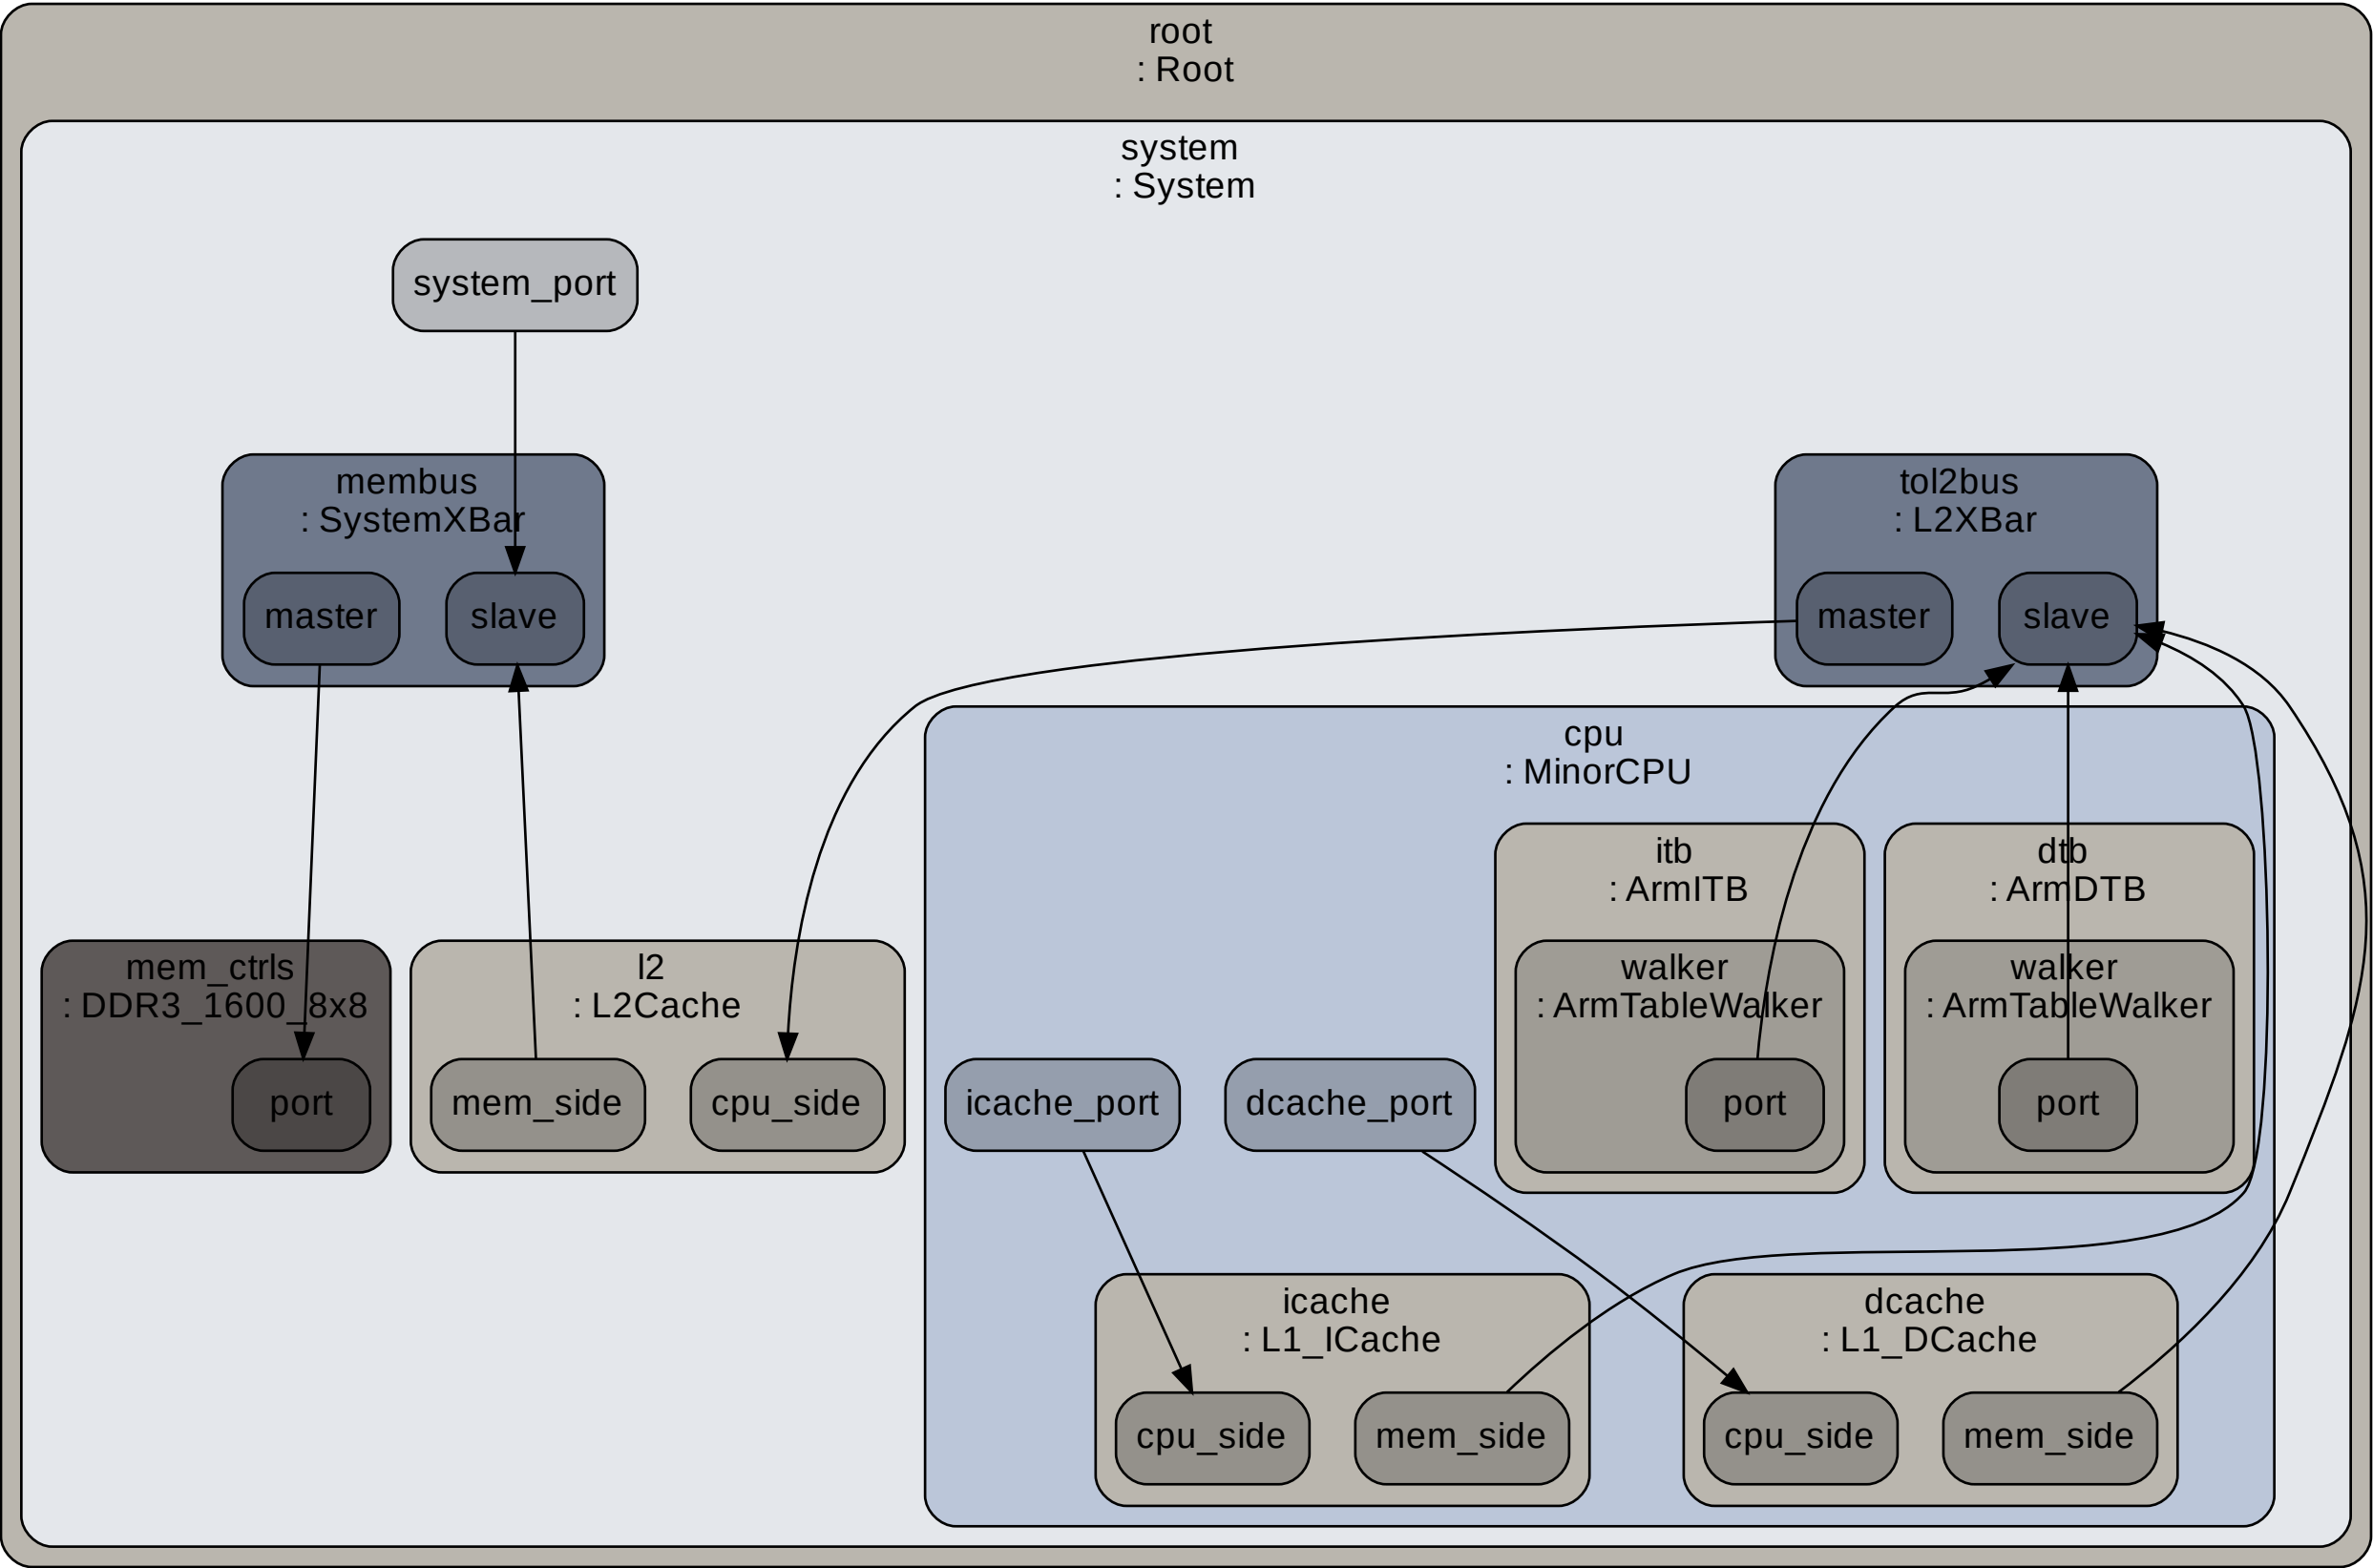 root
: Root
system
: System
system_port
membus
: SystemXBar
master
slave
tol2bus
: L2XBar
master
slave
cpu
: MinorCPU
itb
: ArmITB
dtb
: ArmDTB
mem_ctrls
: DDR3_1600_8x8
port
l2
: L2Cache
mem_side
cpu_side
icache_port
dcache_port
walker
: ArmTableWalker
port
walker
: ArmTableWalker
port
icache
: L1_ICache
cpu_side
mem_side
dcache
: L1_DCache
cpu_side
mem_side